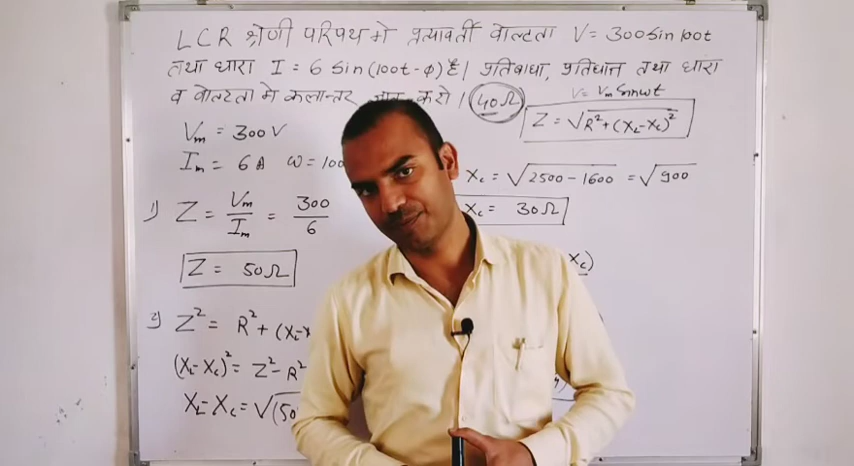 LCR श्रेणी परिपथ मे प्रत्यावर्ती वोल्टता V = 300 sin 100t
तथा धारा I = 6 sin (100t - φ) है। प्रतिबाधा, प्रतिघात तथा धारा
व वोल्टता मे कलान्तर ज्ञात करो। 40Ω
V = Vm sinωt
Z = √R² + (XL - XC)²
Vm = 300 V
Im = 6 A ω = 100
1) Z = Vm/Im = 300/6
Z = 50Ω
2) Z² = R² + (XL - X
(XL - XC)² = Z² - R²
XL - XC = √(50
XC = √2500 - 1600 = √900
XC = 30Ω
XC)